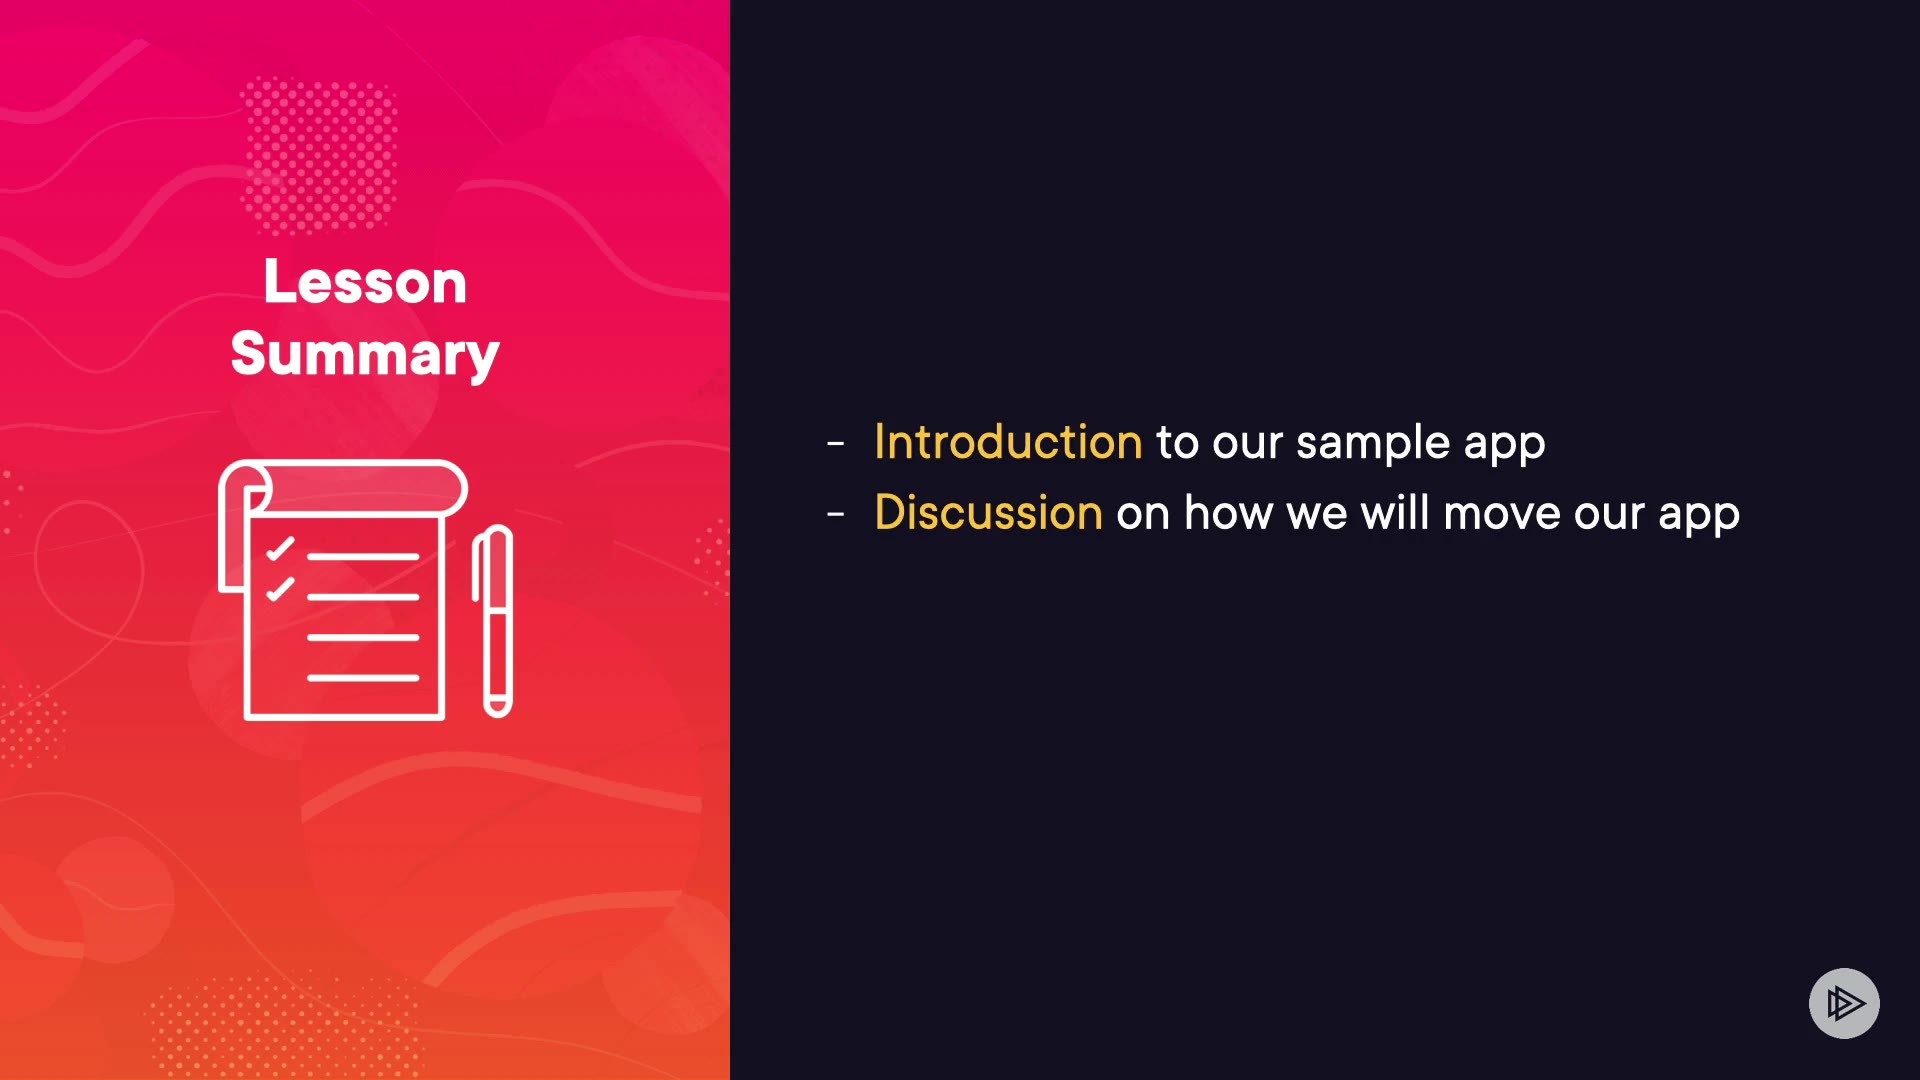 Lesson
Summary
- Introduction to our sample app
- Discussion on how we will move our app